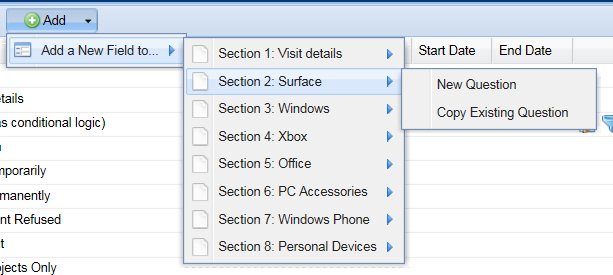 Add
Add a New Field to...
Section 1: Visit details
Start Date
End Date
Section 2: Surface
New Question
etails
Section 3: Windows
Copy Existing Question
as conditional logic)
Section 4: Xbox
Section 5: Office
mporarily
Section 6: PC Accessories
rmanently
Section 7: Windows Phone
nt Refused
t
Section 8: Personal Devices
ojects Only